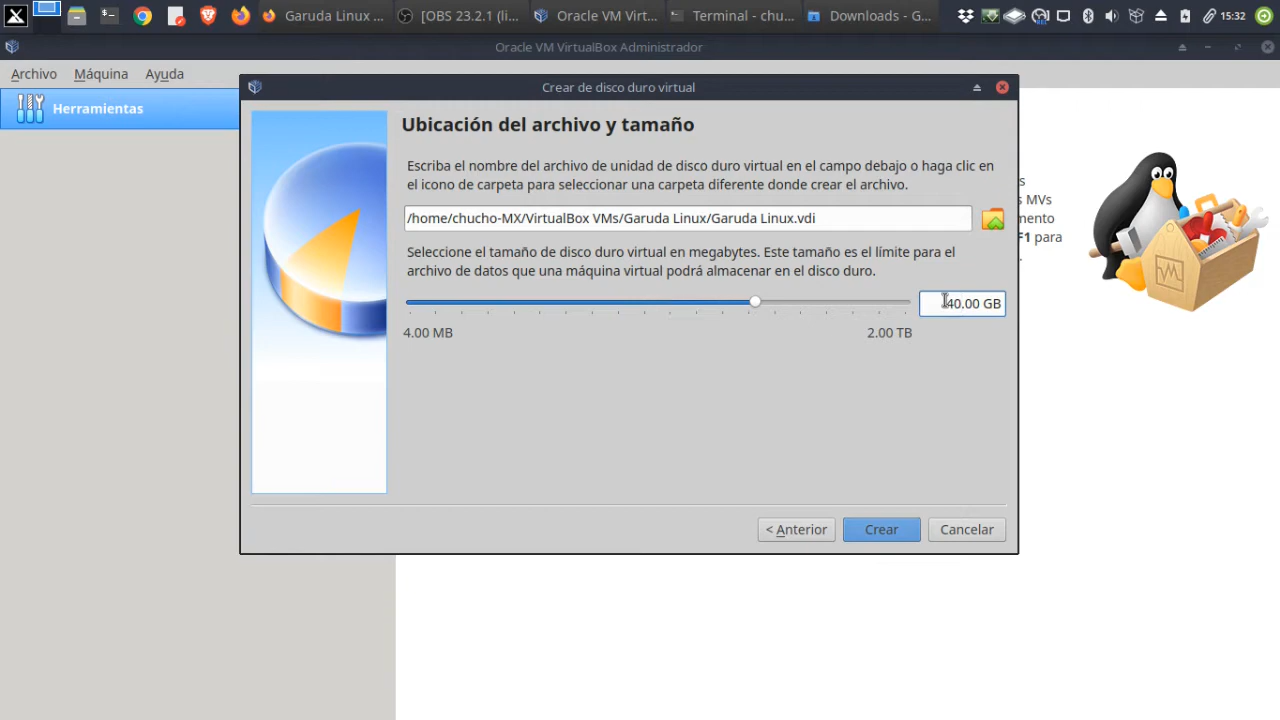 Garuda Linux ...
[OBS 23.2.1 (li...
Oracle VM Virt...
Terminal - chu...
Downloads - G...
15:32
Oracle VM VirtualBox Administrador
Archivo Máquina Ayuda
Herramientas
Crear de disco duro virtual
Ubicación del archivo y tamaño
Escriba el nombre del archivo de unidad de disco duro virtual en el campo debajo o haga clic en
el icono de carpeta para seleccionar una carpeta diferente donde crear el archivo.
/home/chucho-MX/VirtualBox VMs/Garuda Linux/Garuda Linux.vdi
Seleccione el tamaño de disco duro virtual en megabytes. Este tamaño es el límite para el
archivo de datos que una máquina virtual podrá almacenar en el disco duro.
40.00 GB
4.00 MB
2.00 TB
< Anterior
Crear
Cancelar
s
s MVs
mento
F1 para
.